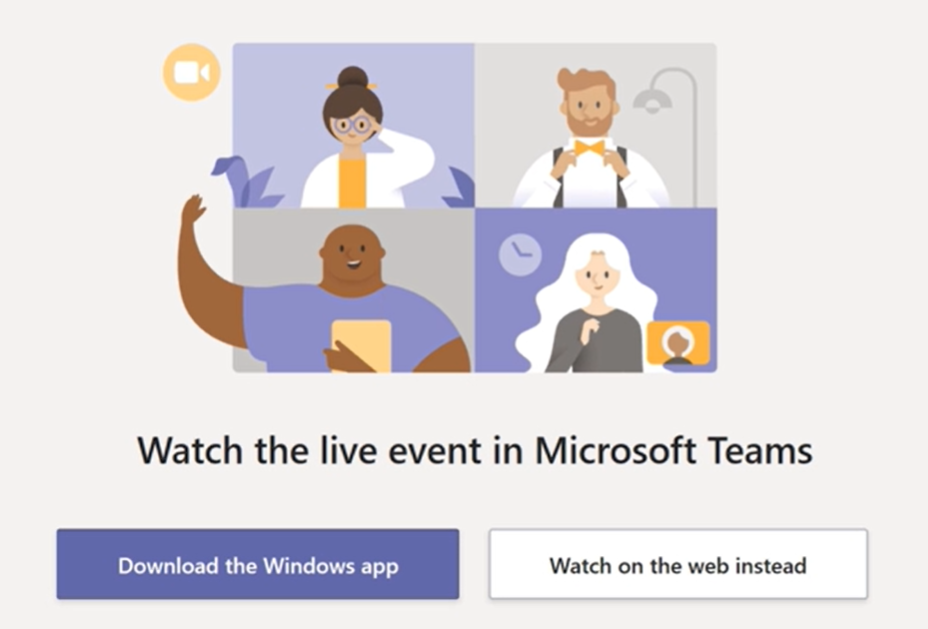 Watch the live event in Microsoft Teams
Download the Windows app
Watch on the web instead